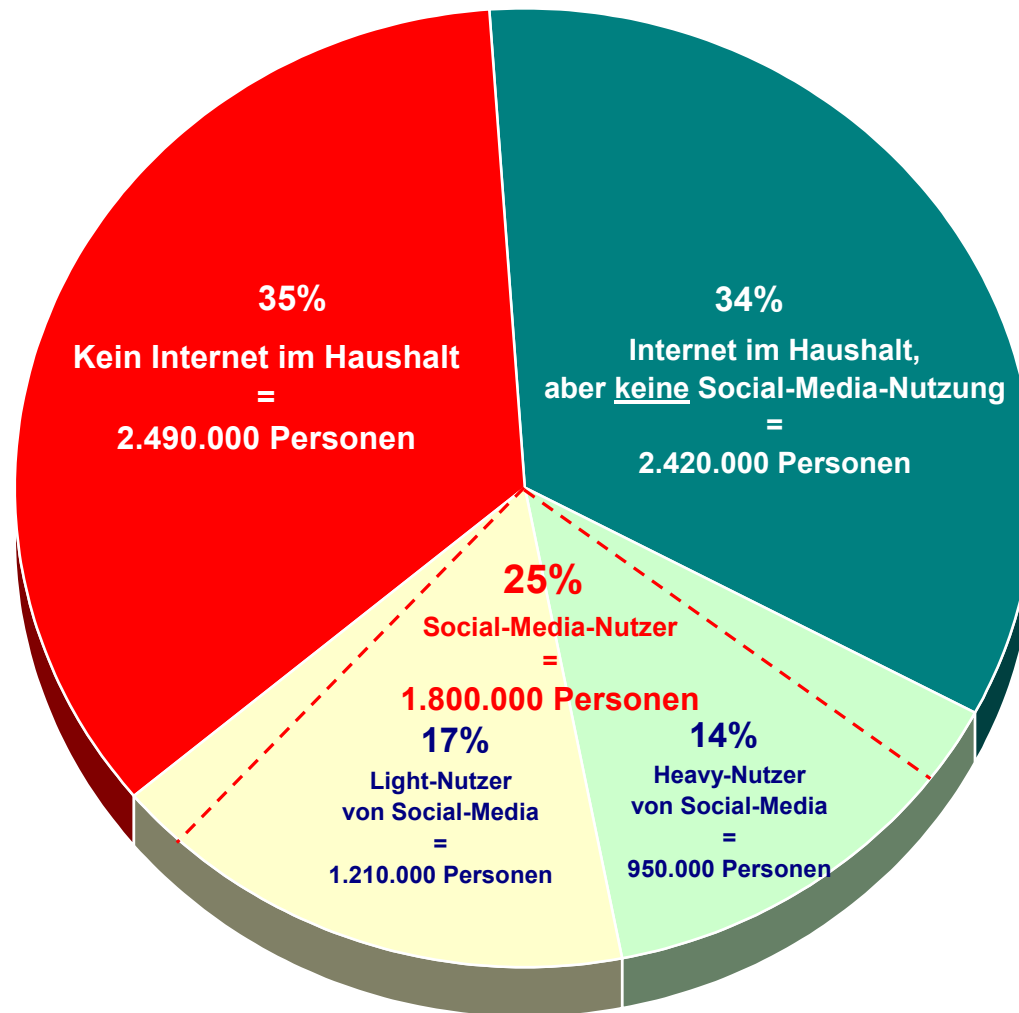 35%
Kein Internet im Haushalt
=
2.490.000 Personen
34%
Internet im Haushalt,
aber keine Social-Media-Nutzung
=
2.420.000 Personen
25%
Social-Media-Nutzer
=
1.800.000 Personen
17%
Light-Nutzer
von Social-Media
=
1.210.000 Personen
14%
Heavy-Nutzer
von Social-Media
=
950.000 Personen